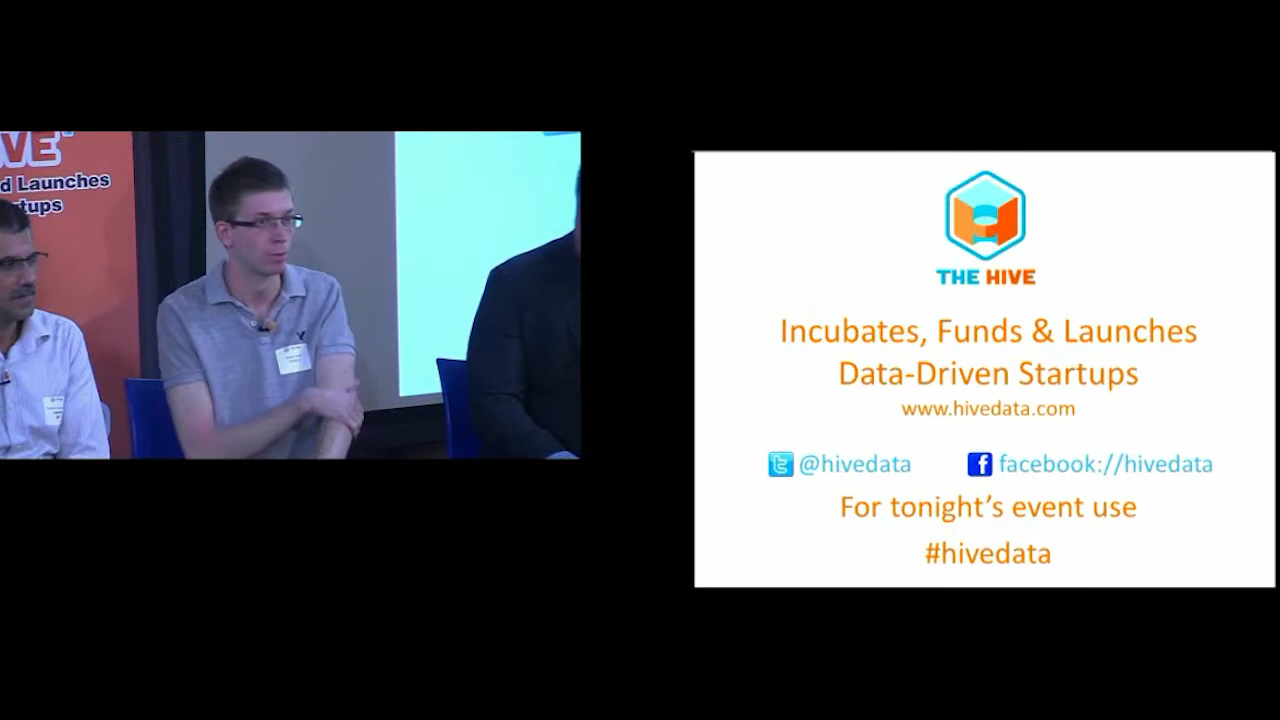 VE
d Launches
tups
THE HIVE
Incubates, Funds & Launches
Data-Driven Startups
www.hivedata.com
@hivedata
facebook://hivedata
For tonight's event use
#hivedata